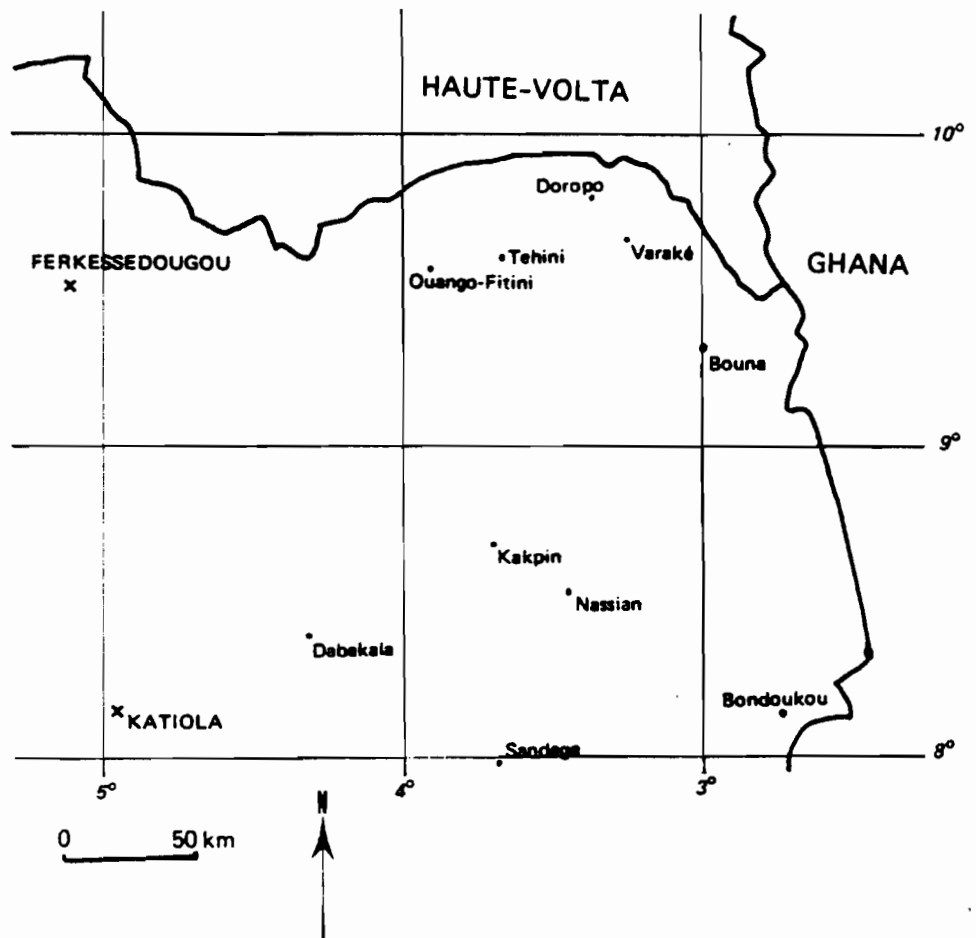 HAUTE-VOLTA
10°
Doropo
FERKESSEDOUGOU
Tehini
Varaké
GHANA
Ouango-Fitini
Bouna
9°
Kakpin
Nassian
Dabakala
Bondoukou
KATIOLA
Sandege
8°
5°
4°
3°
N
0 50 km